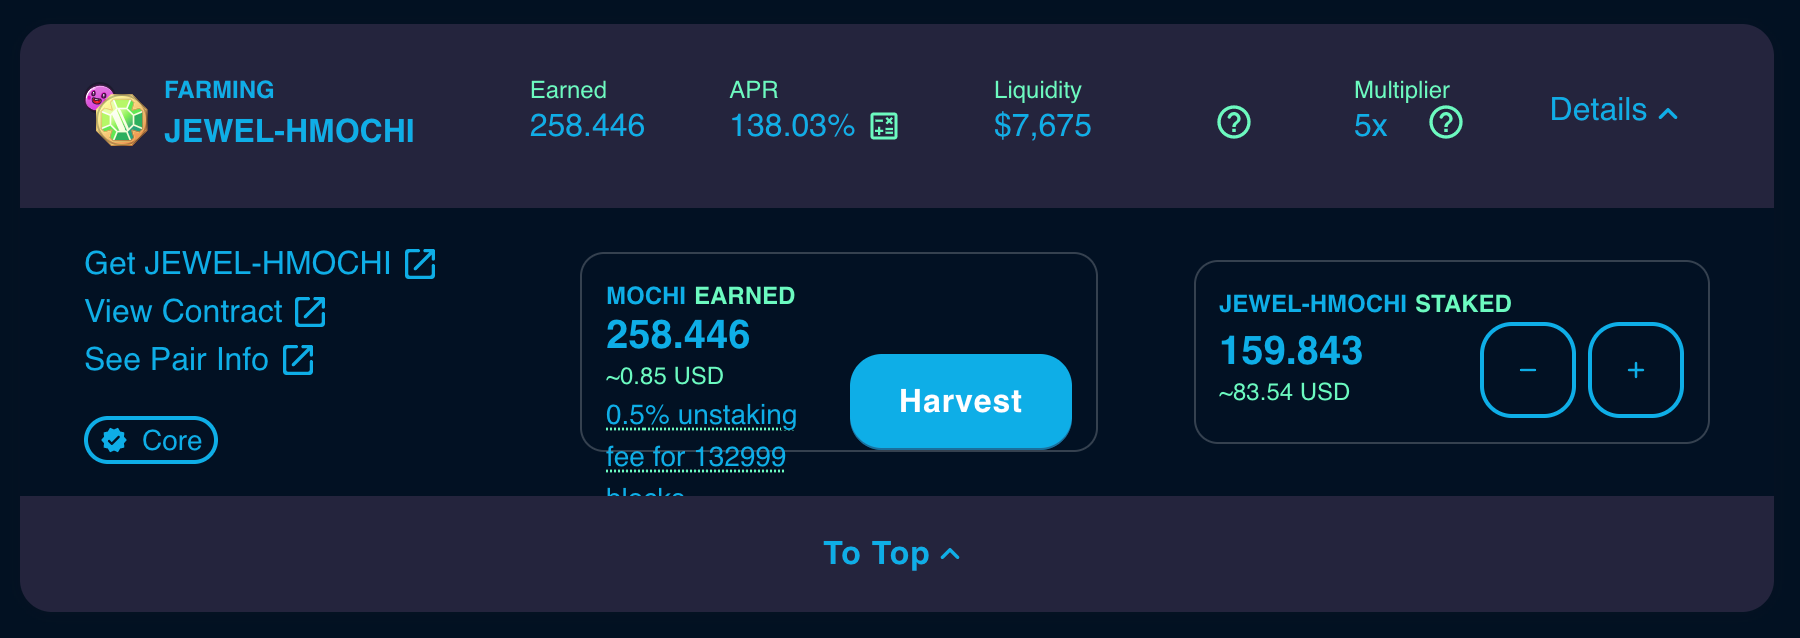 FARMING
JEWEL-HMOCHI
Earned
258.446
APR
138.03%
Liquidity
$7,675
Multiplier
5x
Details
Get JEWEL-HMOCHI
View Contract
See Pair Info
Core
MOCHI EARNED
258.446
~0.85 USD
0.5% unstaking
fee for 132999
blocks
Harvest
JEWEL-HMOCHI STAKED
159.843
~83.54 USD
−
+
To Top